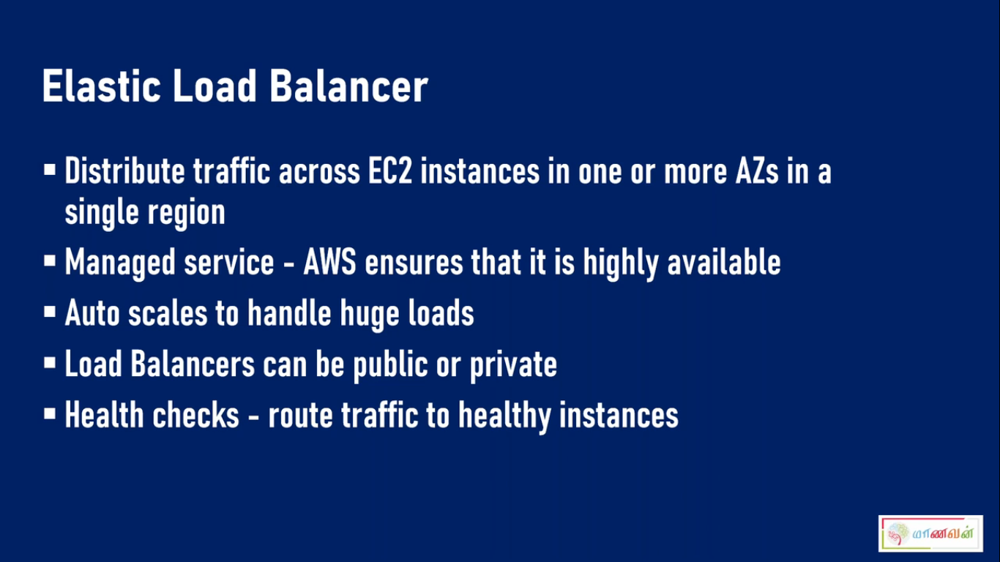 Elastic Load Balancer
▪ Distribute traffic across EC2 instances in one or more AZs in a
single region
▪ Managed service - AWS ensures that it is highly available
▪ Auto scales to handle huge loads
▪ Load Balancers can be public or private
▪ Health checks - route traffic to healthy instances
மாணவன்